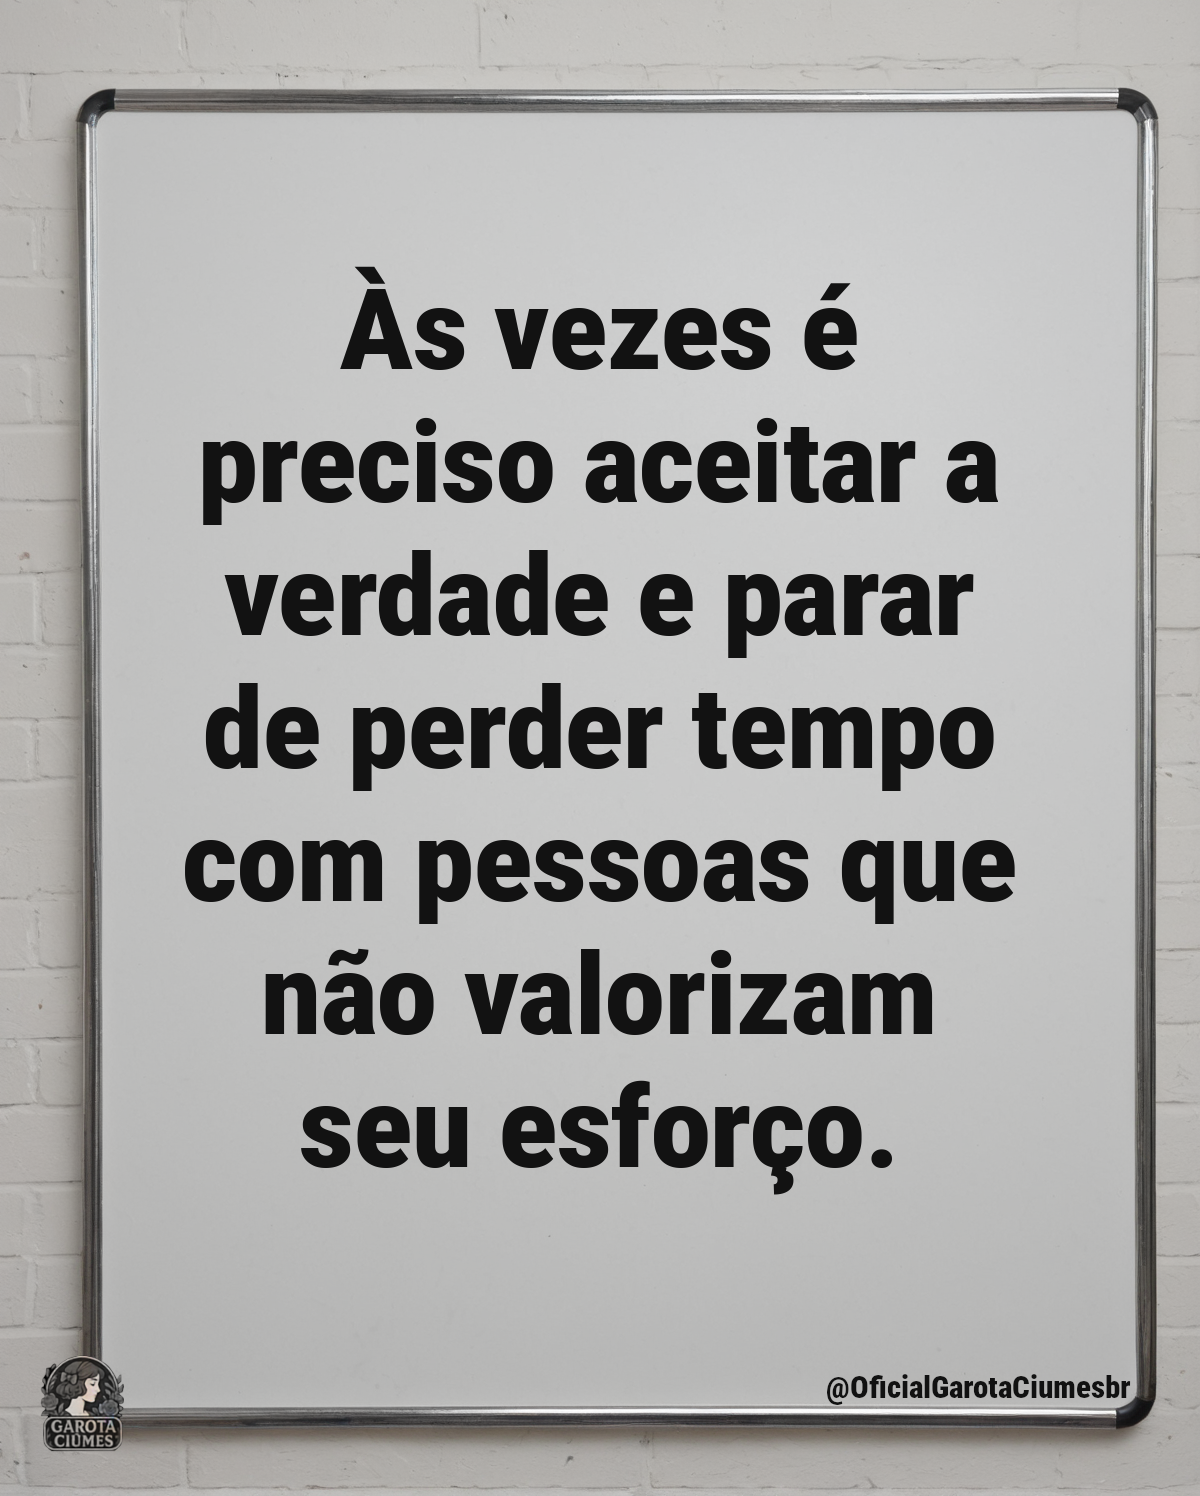 Às vezes é
preciso aceitar a
verdade e parar
de perder tempo
com pessoas que
não valorizam
seu esforço.
@OficialGarotaCiumesbr
GAROTA
CIÚMES